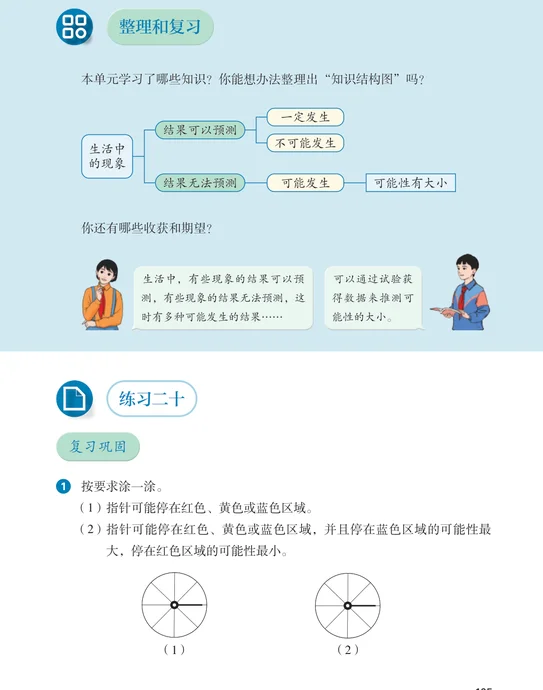 整理和复习
本单元学习了哪些知识？你能想办法整理出“知识结构图”吗？
生活中
的现象
结果可以预测
一定发生
不可能发生
结果无法预测
可能发生
可能性有大小
你还有哪些收获和期望？
生活中，有些现象的结果可以预
测，有些现象的结果无法预测，这
时有多种可能发生的结果……
可以通过试验获
得数据来推测可
能性的大小。
练习二十
复习巩固
1 按要求涂一涂。
（1）指针可能停在红色、黄色或蓝色区域。
（2）指针可能停在红色、黄色或蓝色区域，并且停在蓝色区域的可能性最
大，停在红色区域的可能性最小。
（1）
（2）